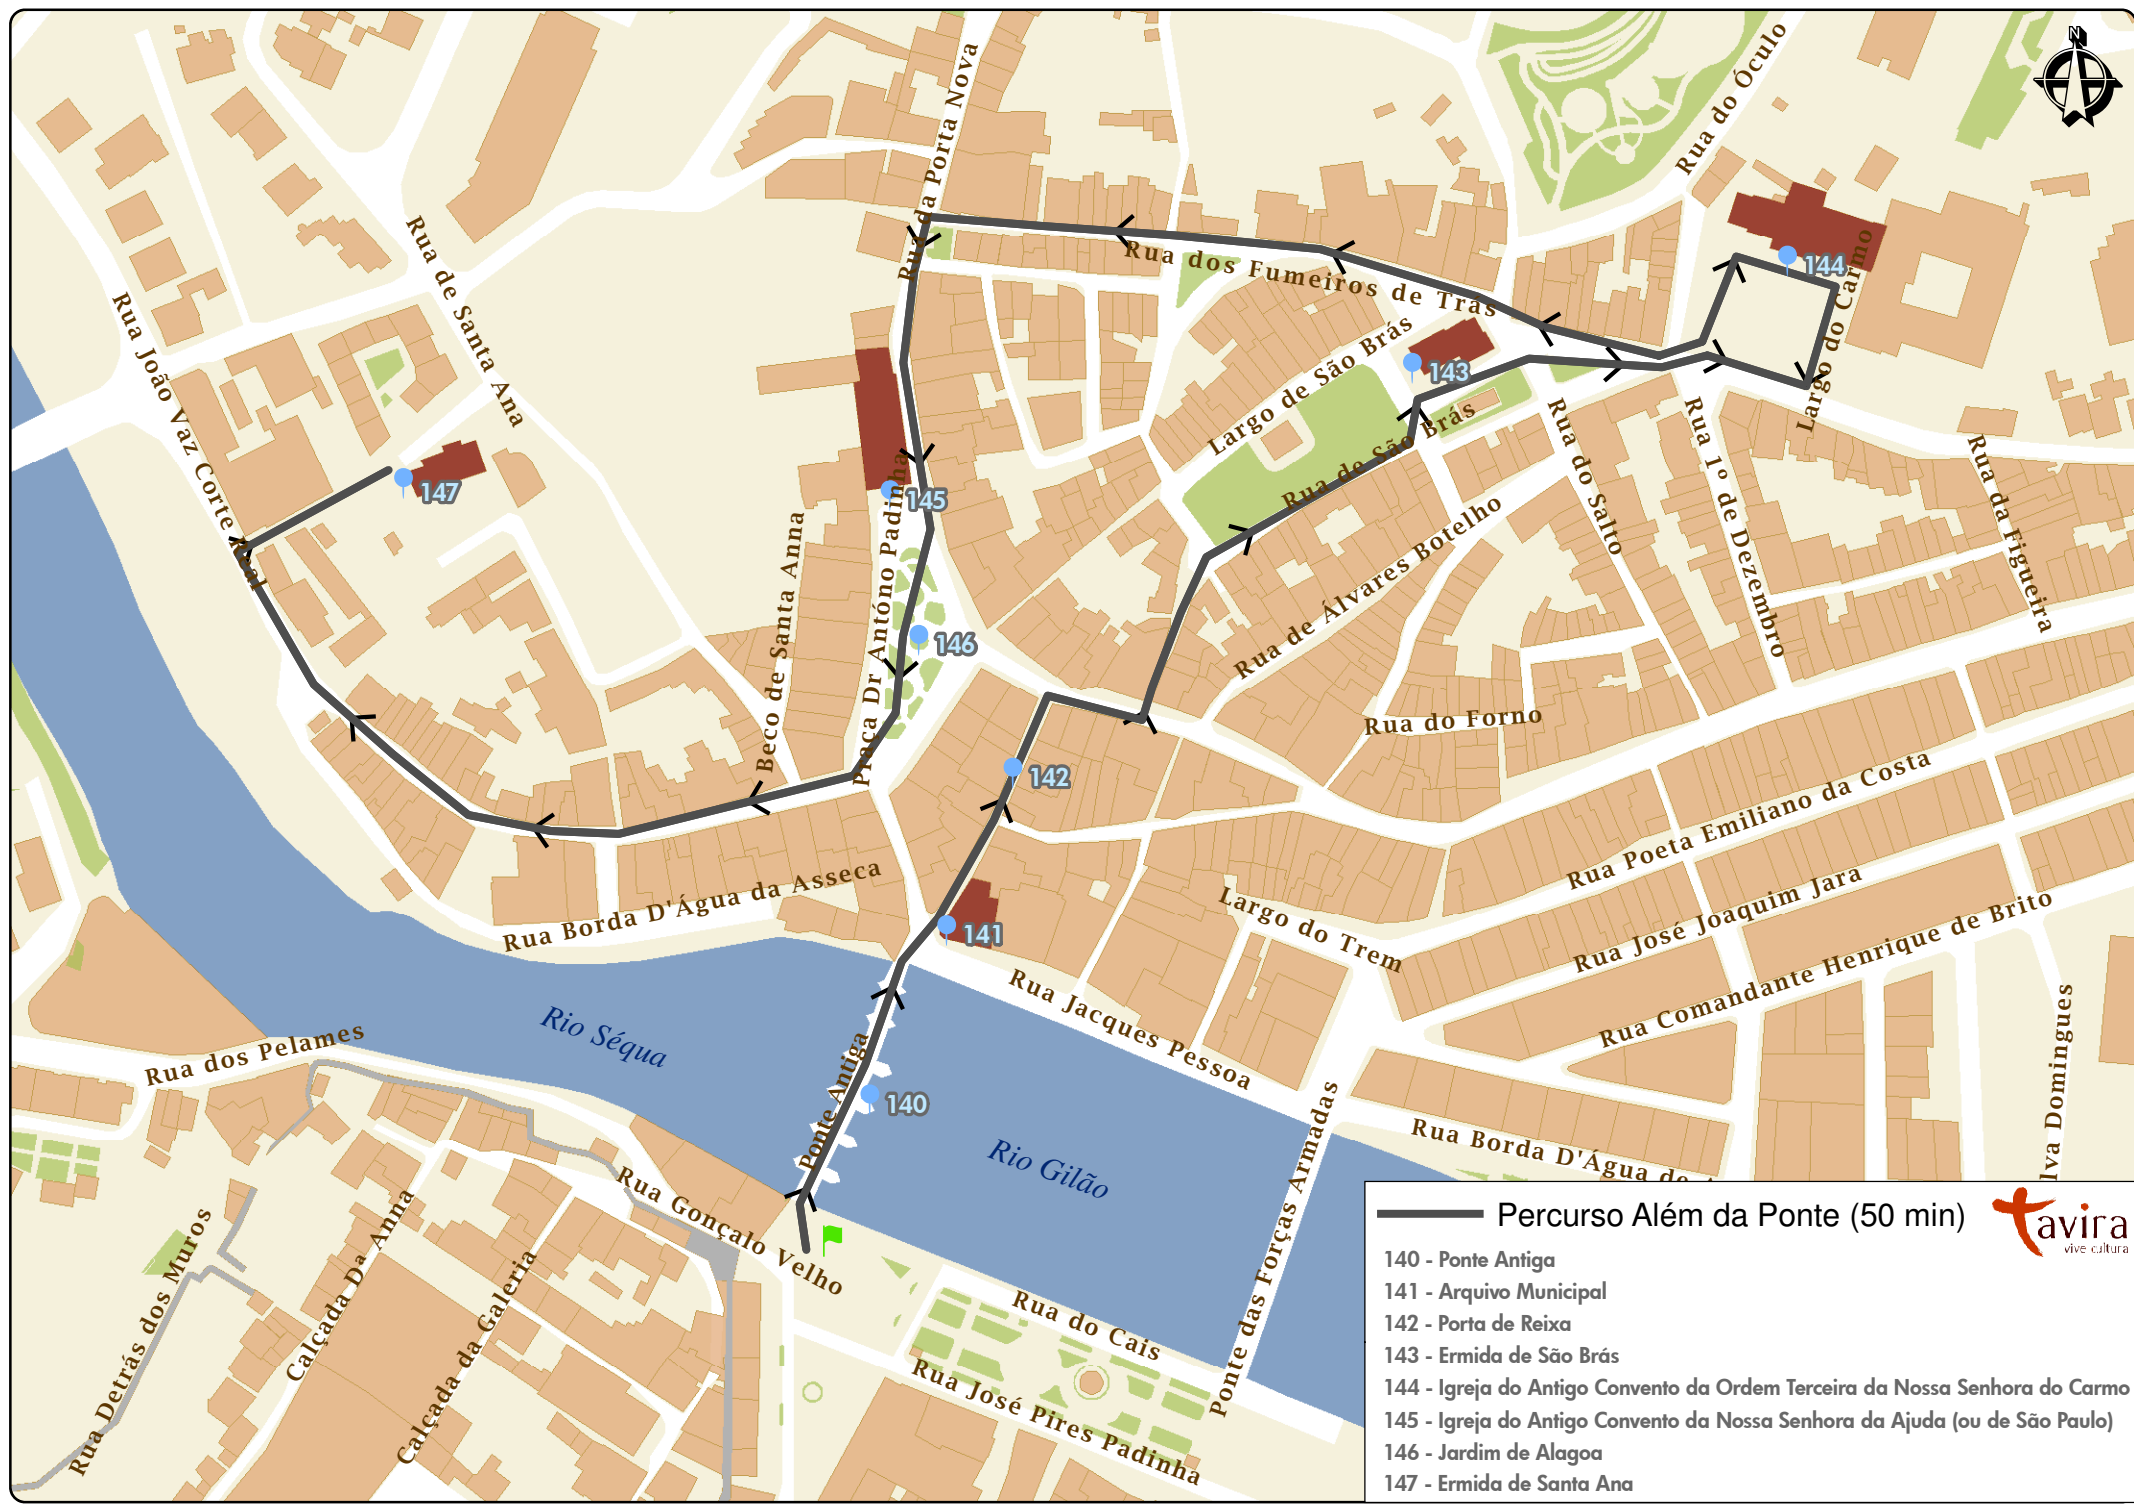 N
Rua da Porta Nova
Rua do Óculo
Rua de Santa Ana
Rua dos Fumeiros de Trás
144
Largo do Carmo
Rua João Vaz Corte Real
Largo de São Brás
143
Rua de São Brás
Rua do Salto
Rua 1º de Dezembro
Rua da Figueira
147
145
Beco de Santa Anna
Praça Dr António Padinha
Rua de Álvares Botelho
146
Rua do Forno
142
Rua Poeta Emiliano da Costa
Rua Borda D'Água da Asseca
141
Largo do Trem
Rua José Joaquim Jara
Rua Comandante Henrique de Brito
Rua Jacques Pessoa
Rio Séqua
Rua dos Pelames
Ponte Antiga
140
Rio Gilão
Ponte das Forças Armadas
Rua Borda D'Água de
lva Domingues
Rua Gonçalo Velho
Rua Detrás dos Muros
Calçada Dª Anna
Calçada da Galeria
Rua do Cais
Rua José Pires Padinha
Percurso Além da Ponte (50 min)
tavira
vive cultura
140 - Ponte Antiga
141 - Arquivo Municipal
142 - Porta de Reixa
143 - Ermida de São Brás
144 - Igreja do Antigo Convento da Ordem Terceira da Nossa Senhora do Carmo
145 - Igreja do Antigo Convento da Nossa Senhora da Ajuda (ou de São Paulo)
146 - Jardim de Alagoa
147 - Ermida de Santa Ana